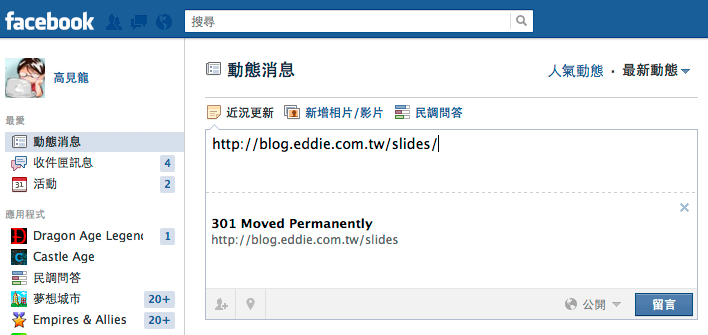 facebook
搜尋
高見龍
動態消息
人氣動態 · 最新動態
最愛
動態消息
收件匣訊息 4
31 活動 2
應用程式
Dragon Age Legend 1
Castle Age
民調問答
夢想城市 20+
Empires & Allies 20+
近況更新 新增相片/影片 民調問答
http://blog.eddie.com.tw/slides/
301 Moved Permanently
http://blog.eddie.com.tw/slides
公開 留言